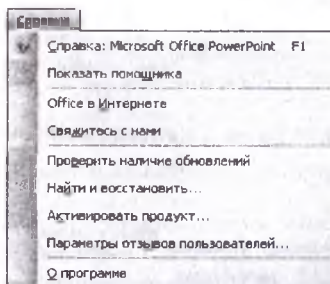 Справка
Справка: Microsoft Office PowerPoint F1
Показать помощника
Office в Интернете
Свяжитесь с нами
Проверить наличие обновлений
Найти и восстановить...
Активировать продукт...
Параметры отзывов пользователей...
О программе